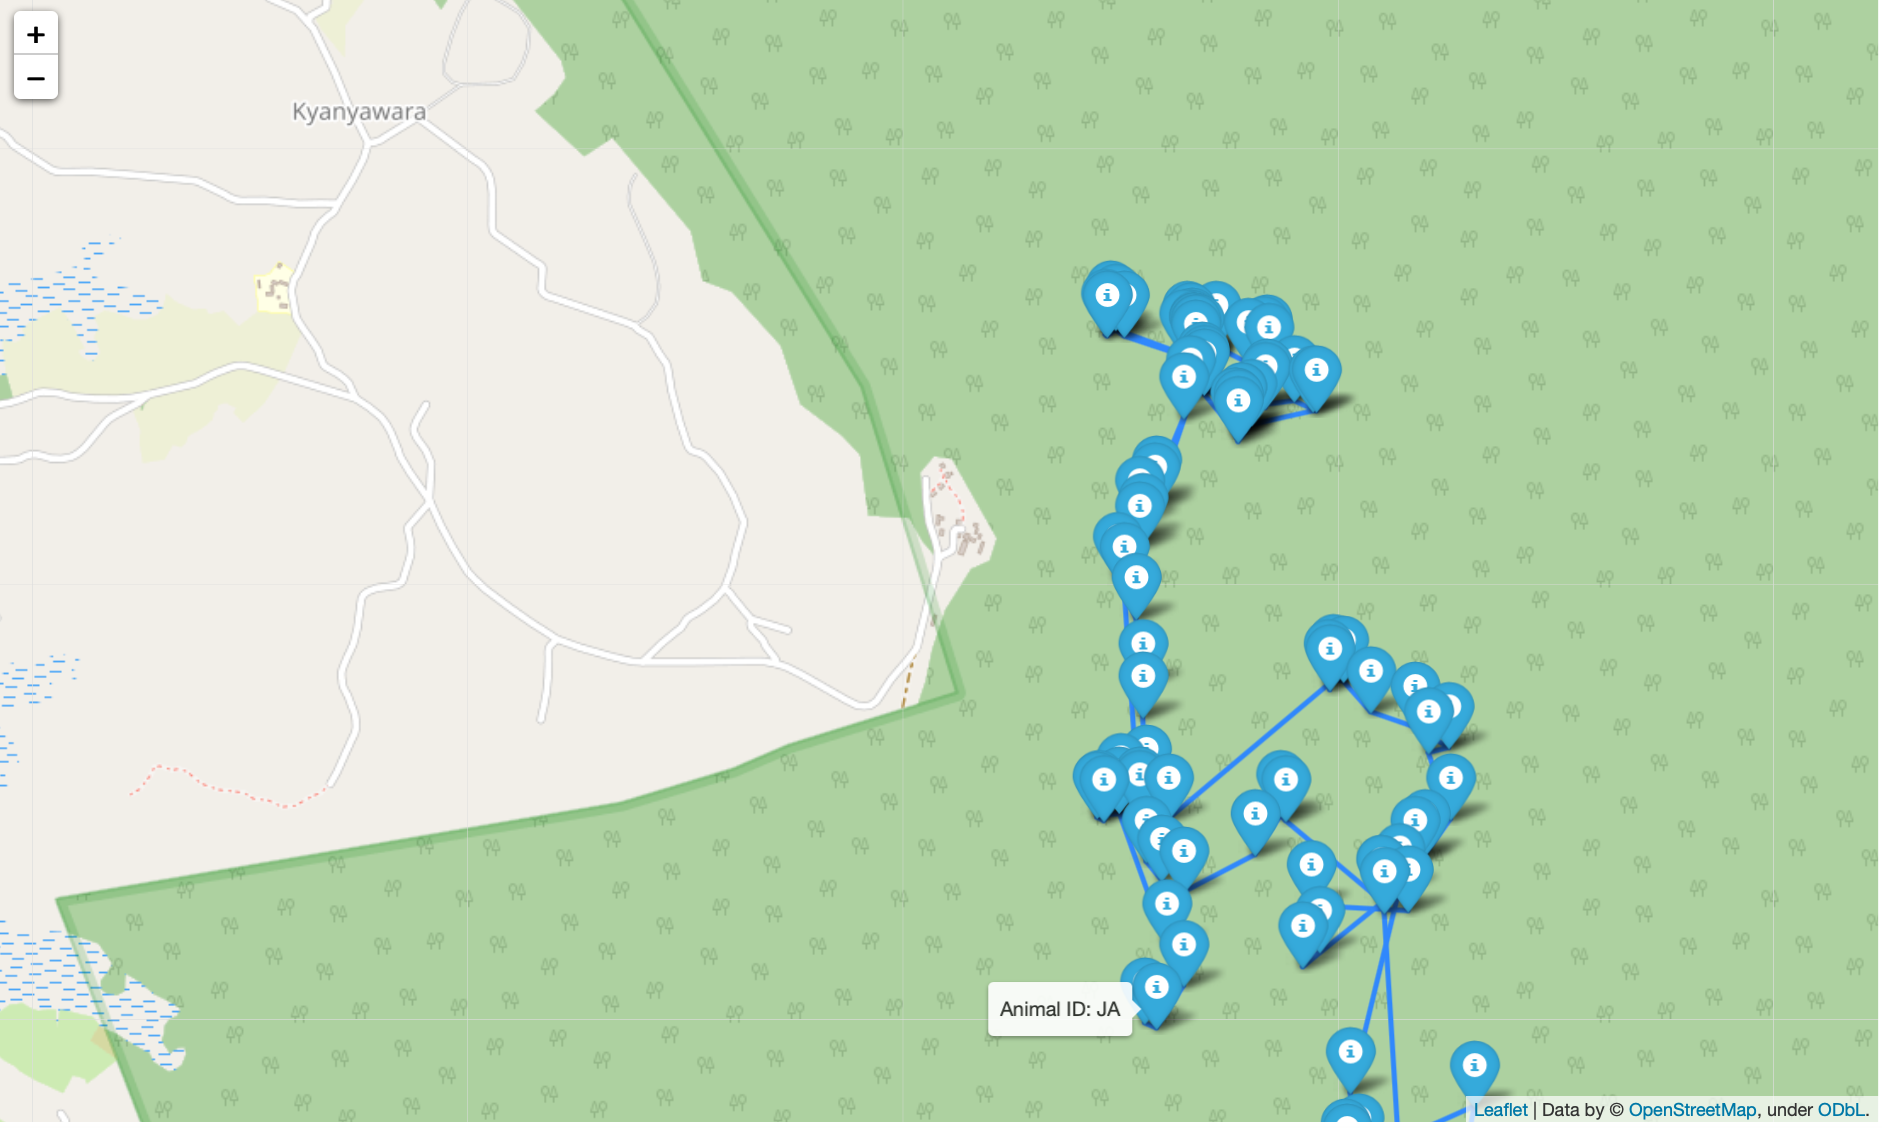 +
−
Kyanyawara
Animal ID: JA
Leaflet | Data by © OpenStreetMap, under ODbL.